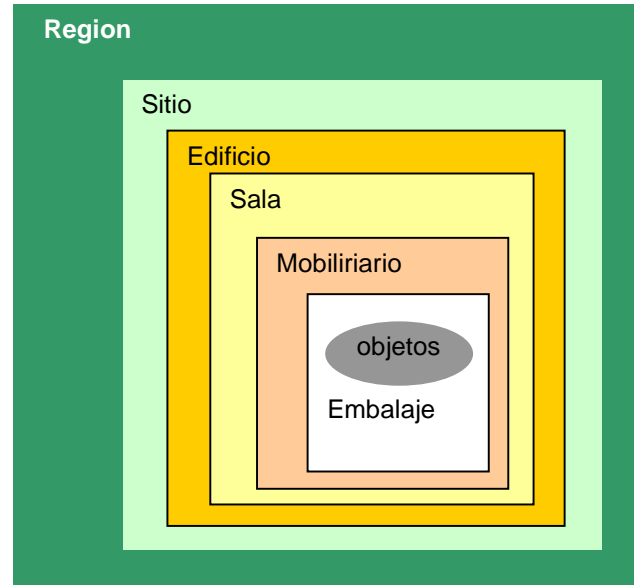 Region
Sitio
Edificio
Sala
Mobiliriario
objetos
Embalaje